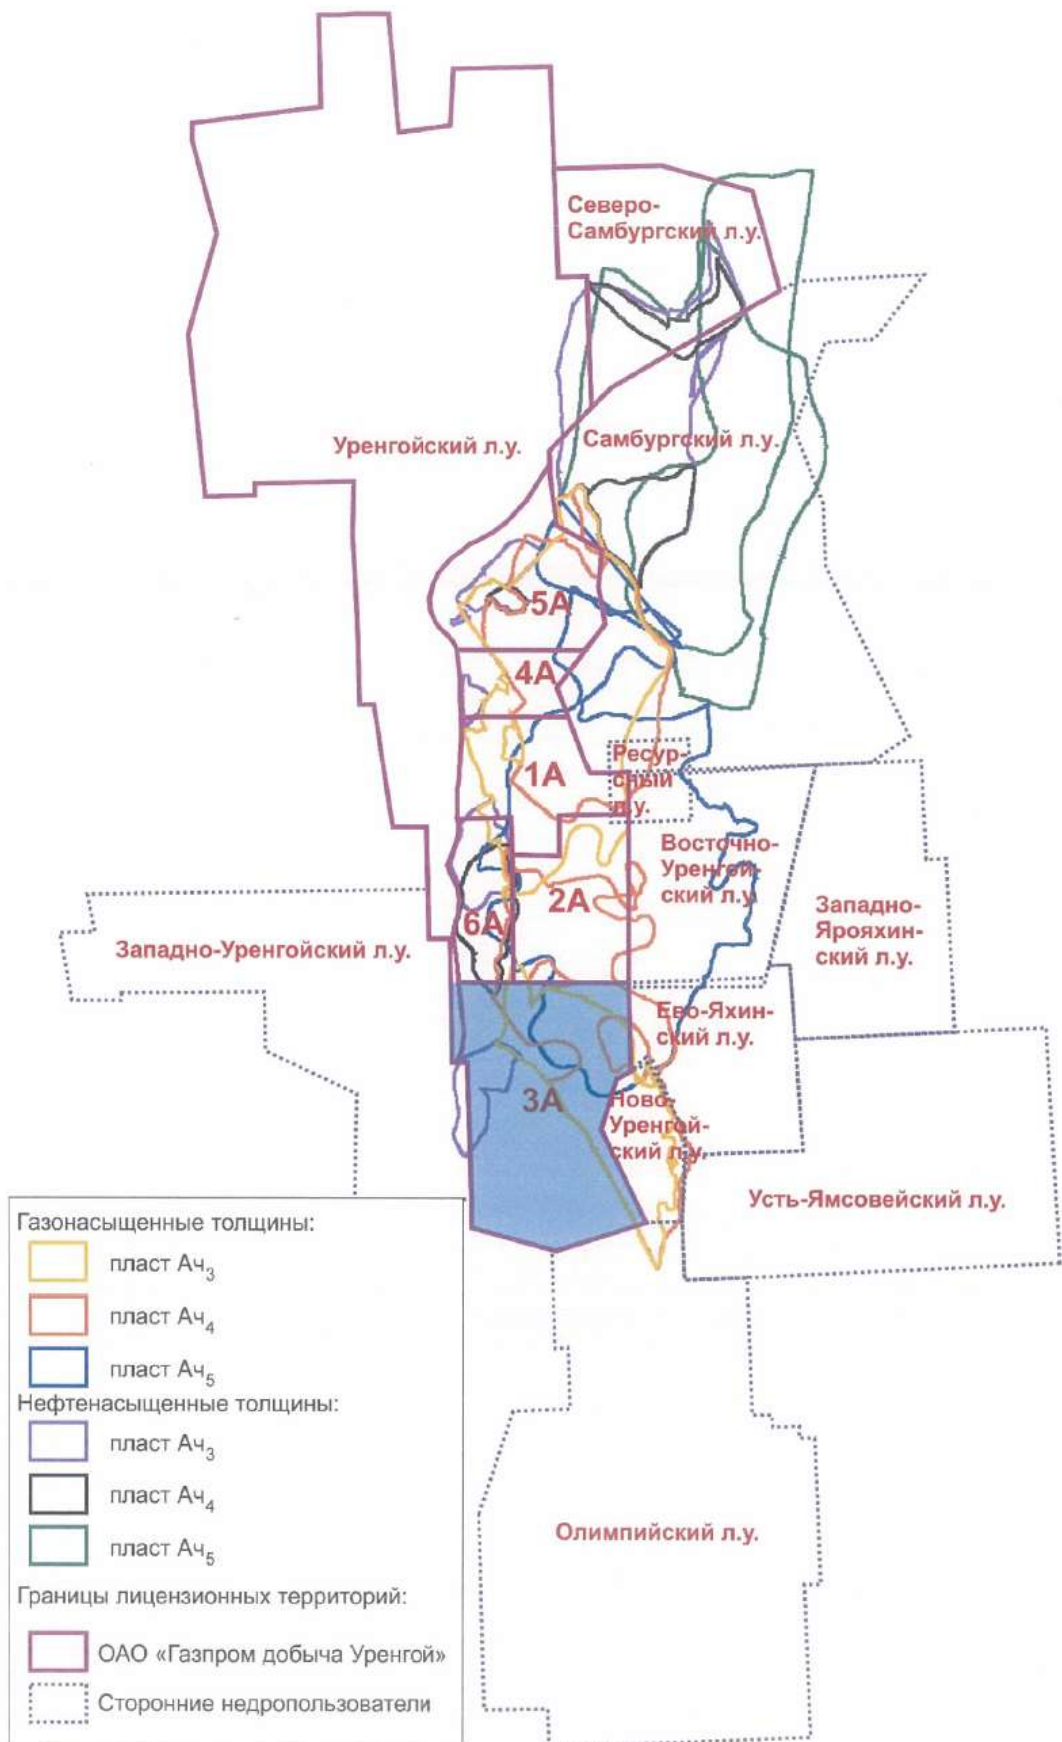 Северо-
Самбургский л.у.
Уренгойский л.у.
Самбургский л.у.
5А
4А
1А
Ресур-
сный
л.у.
Восточно-
Уренгой-
ский л.у
2А
6А
Западно-
Ярояхин-
ский л.у.
Западно-Уренгойский л.у.
Ево-Яхин-
ский л.у.
3А
Ново-
Уренгой-
ский л.у.
Усть-Ямсовейский л.у.
Олимпийский л.у.
Газонасыщенные толщины:
пласт Ач₃
пласт Ач₄
пласт Ач₅
Нефтенасыщенные толщины:
пласт Ач₃
пласт Ач₄
пласт Ач₅
Границы лицензионных территорий:
ОАО «Газпром добыча Уренгой»
Сторонние недропользователи